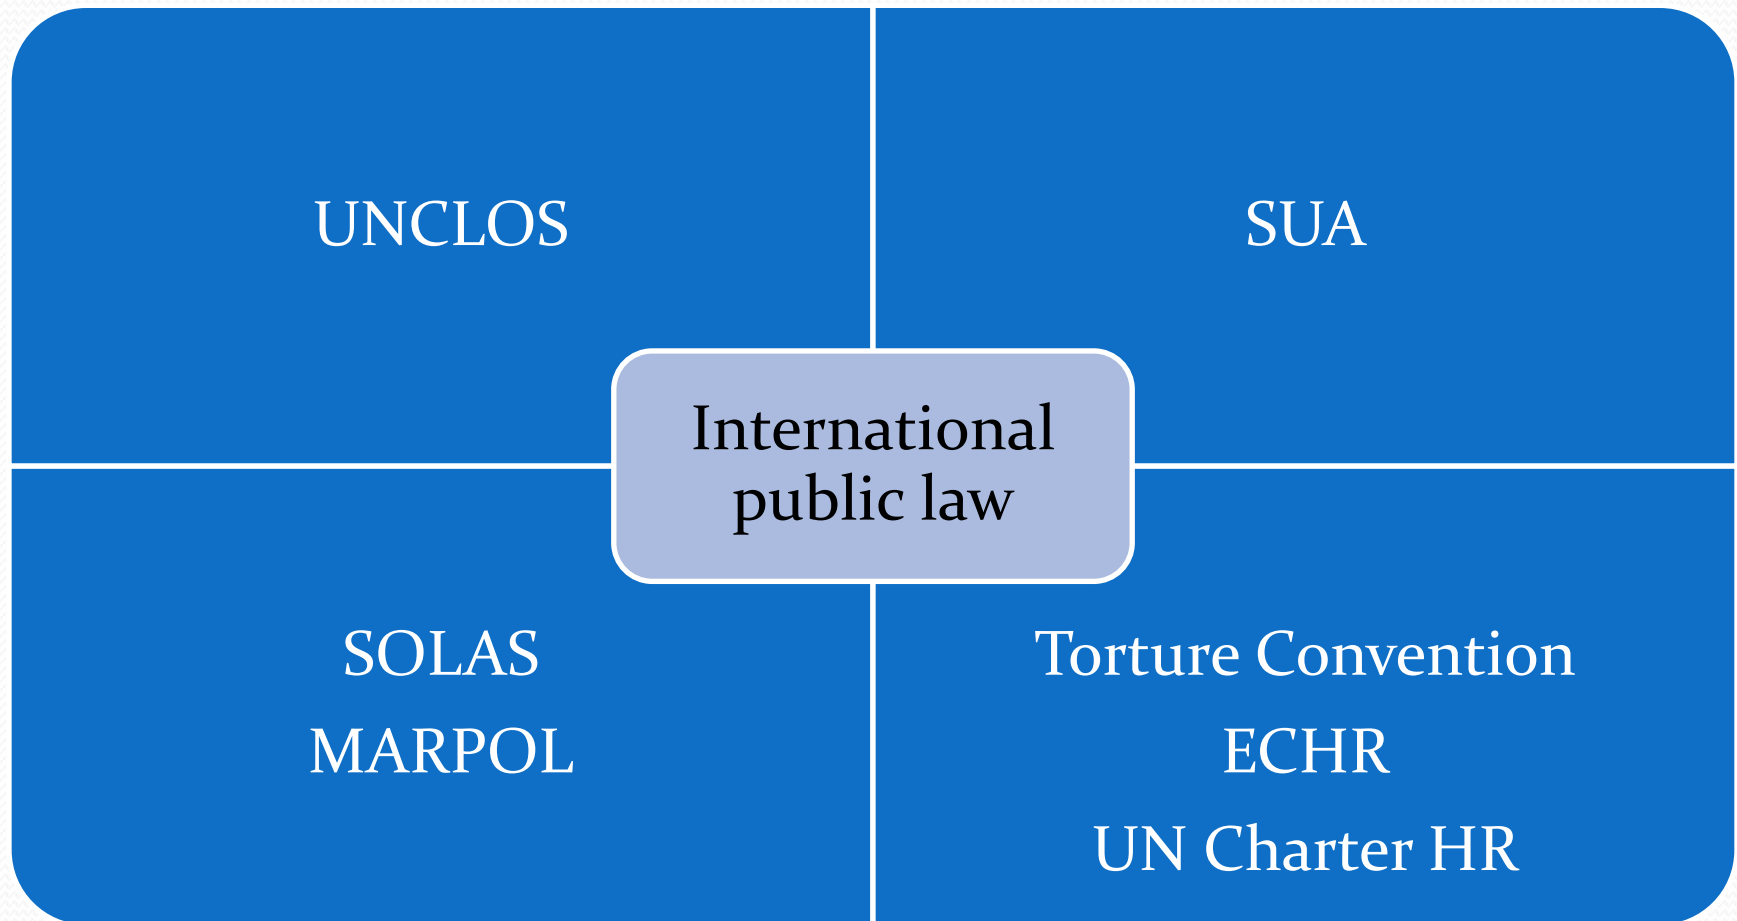 UNCLOS
SUA
International
public law
SOLAS
MARPOL
Torture Convention
ECHR
UN Charter HR